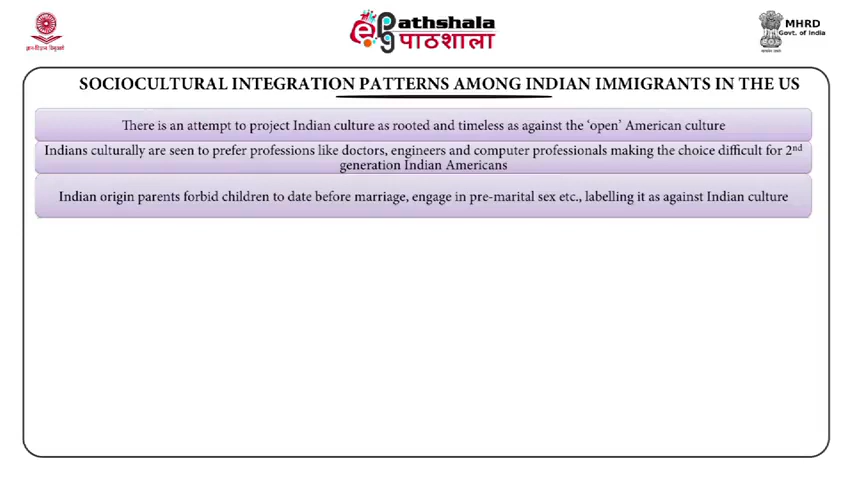 ज्ञान-विज्ञान विमुक्तये
ePG Pathshala
पाठशाला
MHRD
Govt. of India
SOCIOCULTURAL INTEGRATION PATTERNS AMONG INDIAN IMMIGRANTS IN THE US
There is an attempt to project Indian culture as rooted and timeless as against the ‘open’ American culture
Indians culturally are seen to prefer professions like doctors, engineers and computer professionals making the choice difficult for 2nd
generation Indian Americans
Indian origin parents forbid children to date before marriage, engage in pre-marital sex etc., labelling it as against Indian culture